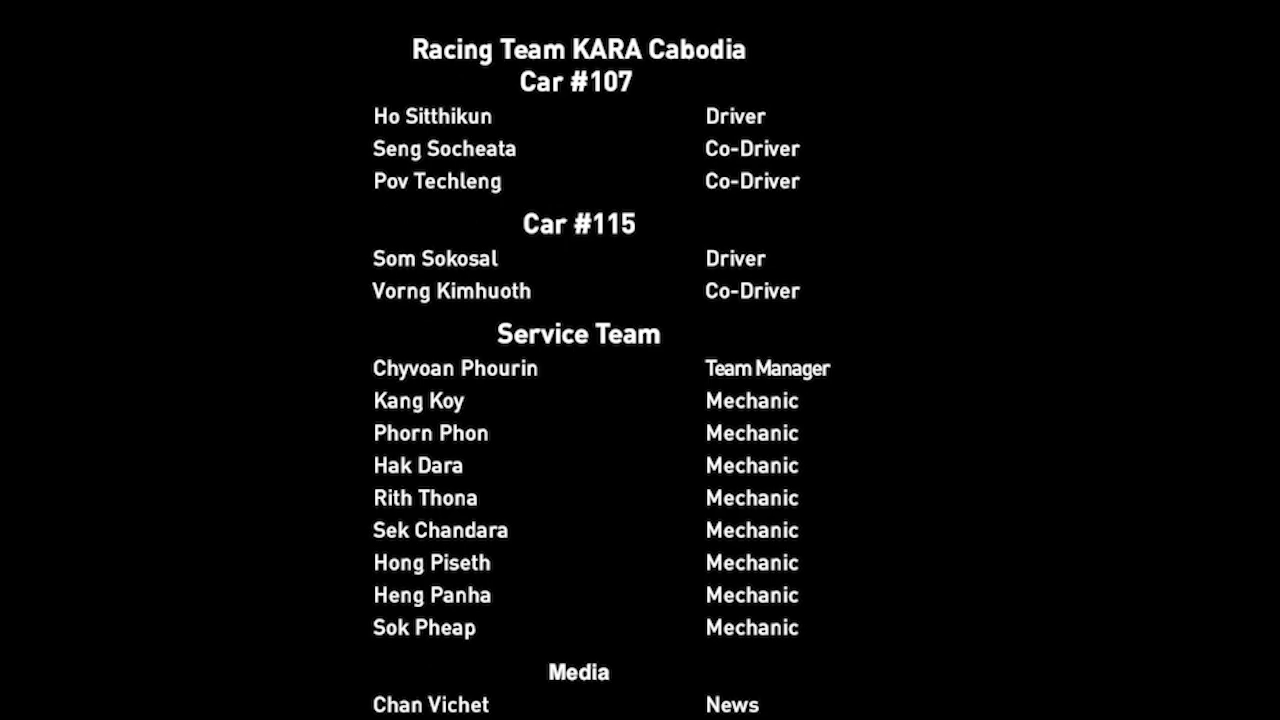 Racing Team KARA Cabodia
Car #107
Ho Sitthikun Driver
Seng Socheata Co-Driver
Pov Techleng Co-Driver
Car #115
Som Sokosal Driver
Vorng Kimhuoth Co-Driver
Service Team
Chyvoan Phourin Team Manager
Kang Koy Mechanic
Phorn Phon Mechanic
Hak Dara Mechanic
Rith Thona Mechanic
Sek Chandara Mechanic
Hong Piseth Mechanic
Heng Panha Mechanic
Sok Pheap Mechanic
Media
Chan Vichet News